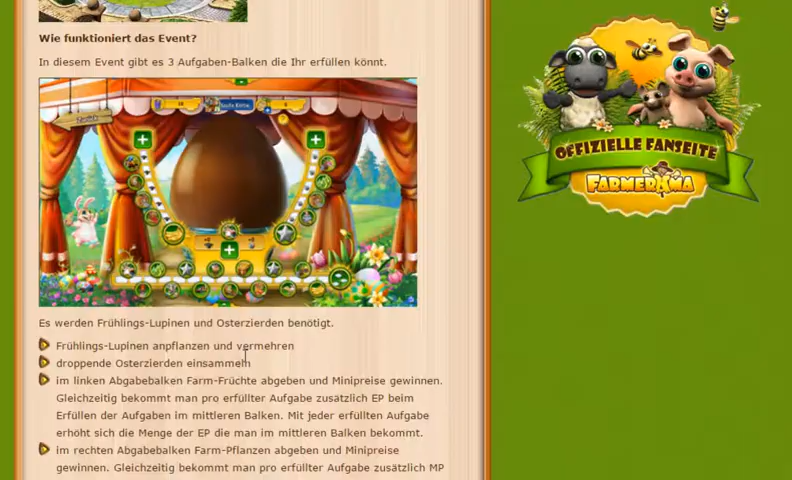 Wie funktioniert das Event?
In diesem Event gibt es 3 Aufgaben-Balken die Ihr erfüllen könnt.
Zurück
Es werden Frühlings-Lupinen und Osterzierden benötigt.
Frühlings-Lupinen anpflanzen und vermehren
droppende Osterzierden einsammeln
im linken Abgabebalken Farm-Früchte abgeben und Minipreise gewinnen.
Gleichzeitig bekommt man pro erfüllter Aufgabe zusätzlich EP beim
Erfüllen der Aufgaben im mittleren Balken. Mit jeder erfüllten Aufgabe
erhöht sich die Menge der EP die man im mittleren Balken bekommt.
im rechten Abgabebalken Farm-Pflanzen abgeben und Minipreise
gewinnen. Gleichzeitig bekommt man pro erfüllter Aufgabe zusätzlich MP
OFFIZIELLE FANSEITE
FARMERAMA